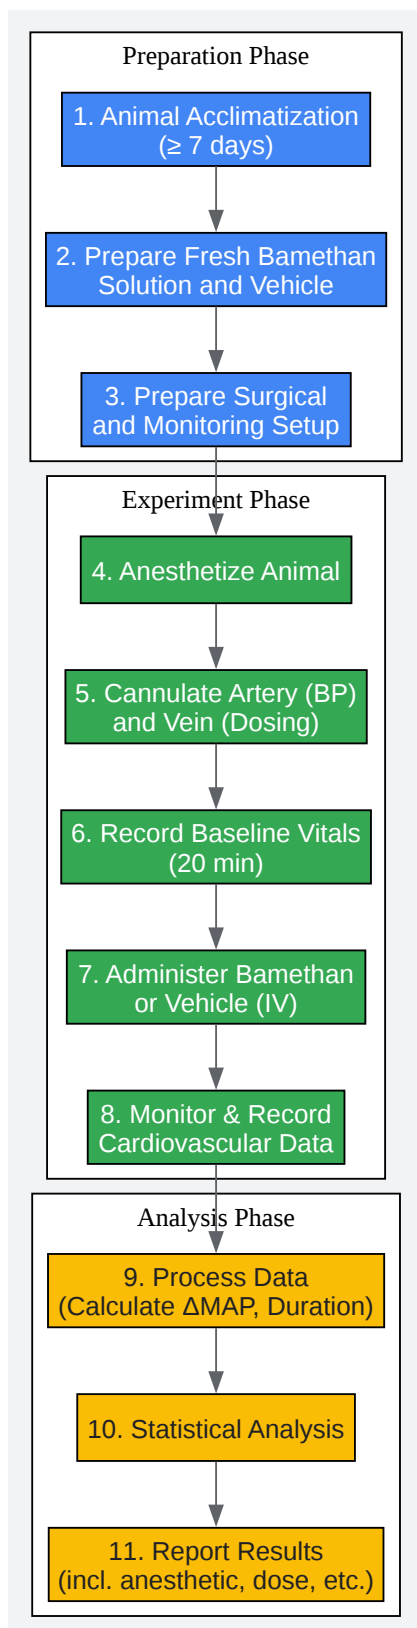 Preparation Phase
1. Animal Acclimatization
(≥ 7 days)
2. Prepare Fresh Bamethan
Solution and Vehicle
3. Prepare Surgical
and Monitoring Setup
Experiment Phase
4. Anesthetize Animal
5. Cannulate Artery (BP)
and Vein (Dosing)
6. Record Baseline Vitals
(20 min)
7. Administer Bamethan
or Vehicle (IV)
8. Monitor & Record
Cardiovascular Data
Analysis Phase
9. Process Data
(Calculate ΔMAP, Duration)
10. Statistical Analysis
11. Report Results
(incl. anesthetic, dose, etc.)